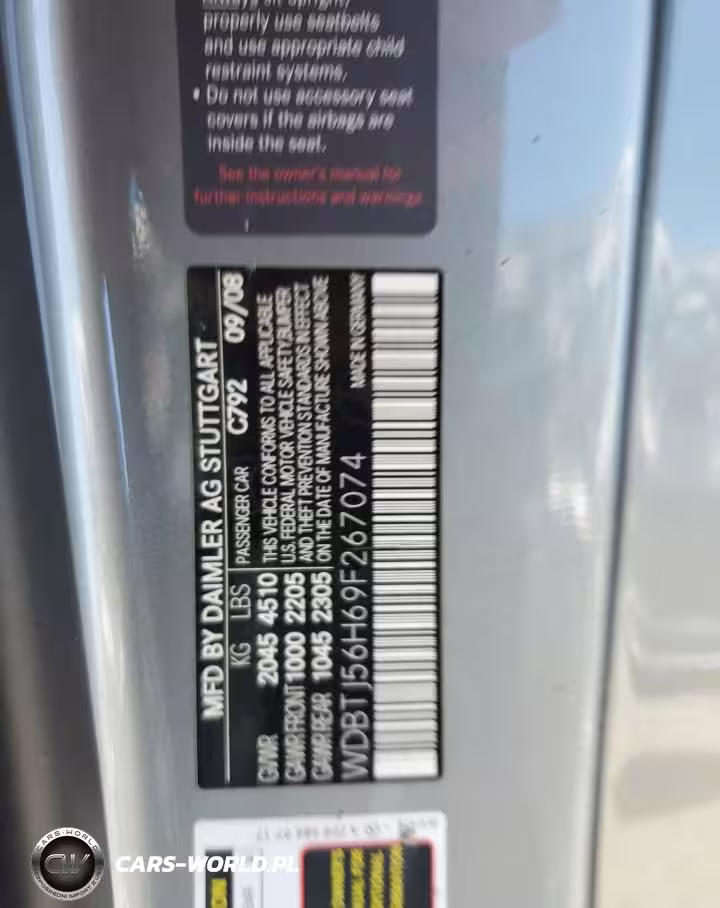 properly use seatbelts
and use appropriate child
restraint systems.
• Do not use accessory seat
covers if the airbags are
inside the seat.
See the owner's manual for
further instructions and warnings
MFD BY DAIMLER AG STUTTGART
KG LBS PASSENGER CAR C792 09/08
GVWR 2045 4510 THIS VEHICLE CONFORMS TO ALL APPLICABLE
GAWR FRONT 1000 2205 U.S. FEDERAL MOTOR VEHICLE SAFETY,BUMPER
AND THEFT PREVENTION STANDARDS IN EFFECT
GAWR REAR 1045 2305 ON THE DATE OF MANUFACTURE SHOWN ABOVE
WDBTJ56H69F267074 MADE IN GERMANY
CARS-WORLD
CW
CARS-WORLD.PL